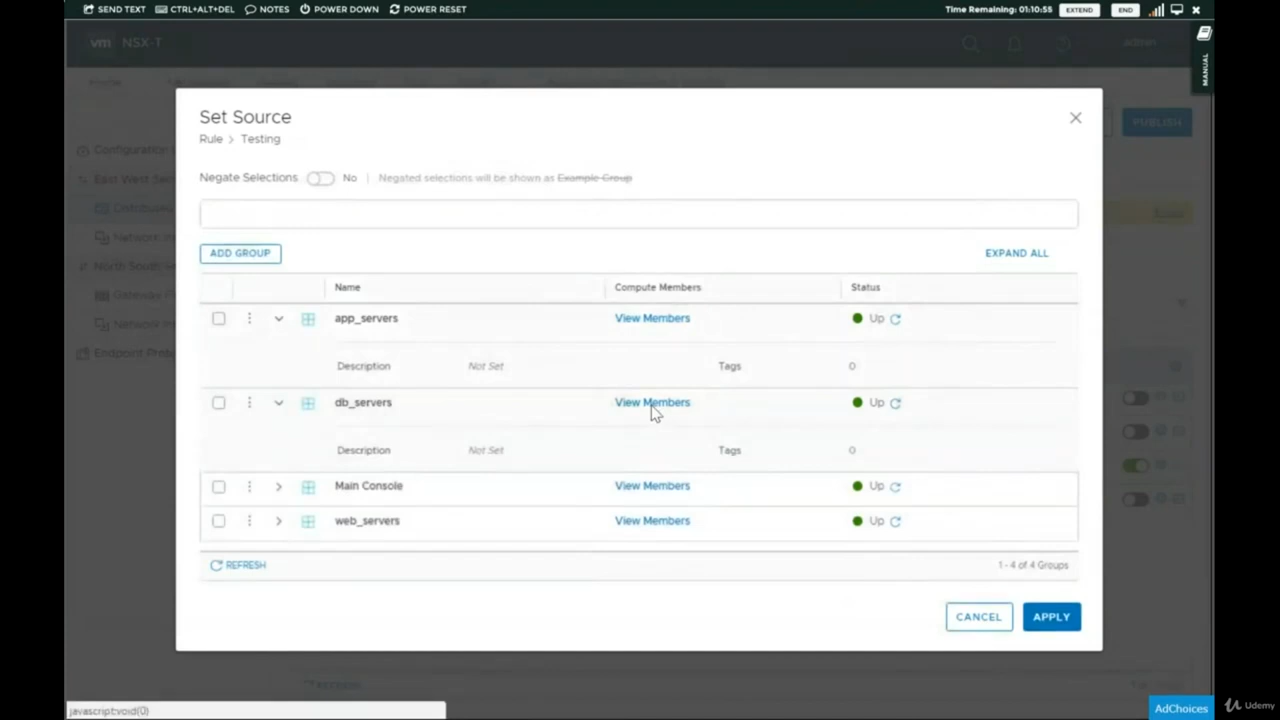 SEND TEXT CTRL+ALT+DEL NOTES POWER DOWN POWER RESET Time Remaining: 01:10:55 EXTEND END
vm NSX-T
MANUAL
Set Source
Rule > Testing
PUBLISH
Negate Selections No | Negated selections will be shown as Example Group
ADD GROUP EXPAND ALL
Name Compute Members Status
app_servers View Members Up
Description Not Set Tags 0
db_servers View Members Up
Description Not Set Tags 0
Main Console View Members Up
web_servers View Members Up
REFRESH 1 - 4 of 4 Groups
CANCEL APPLY
javascript:void(0)
AdChoices Udemy